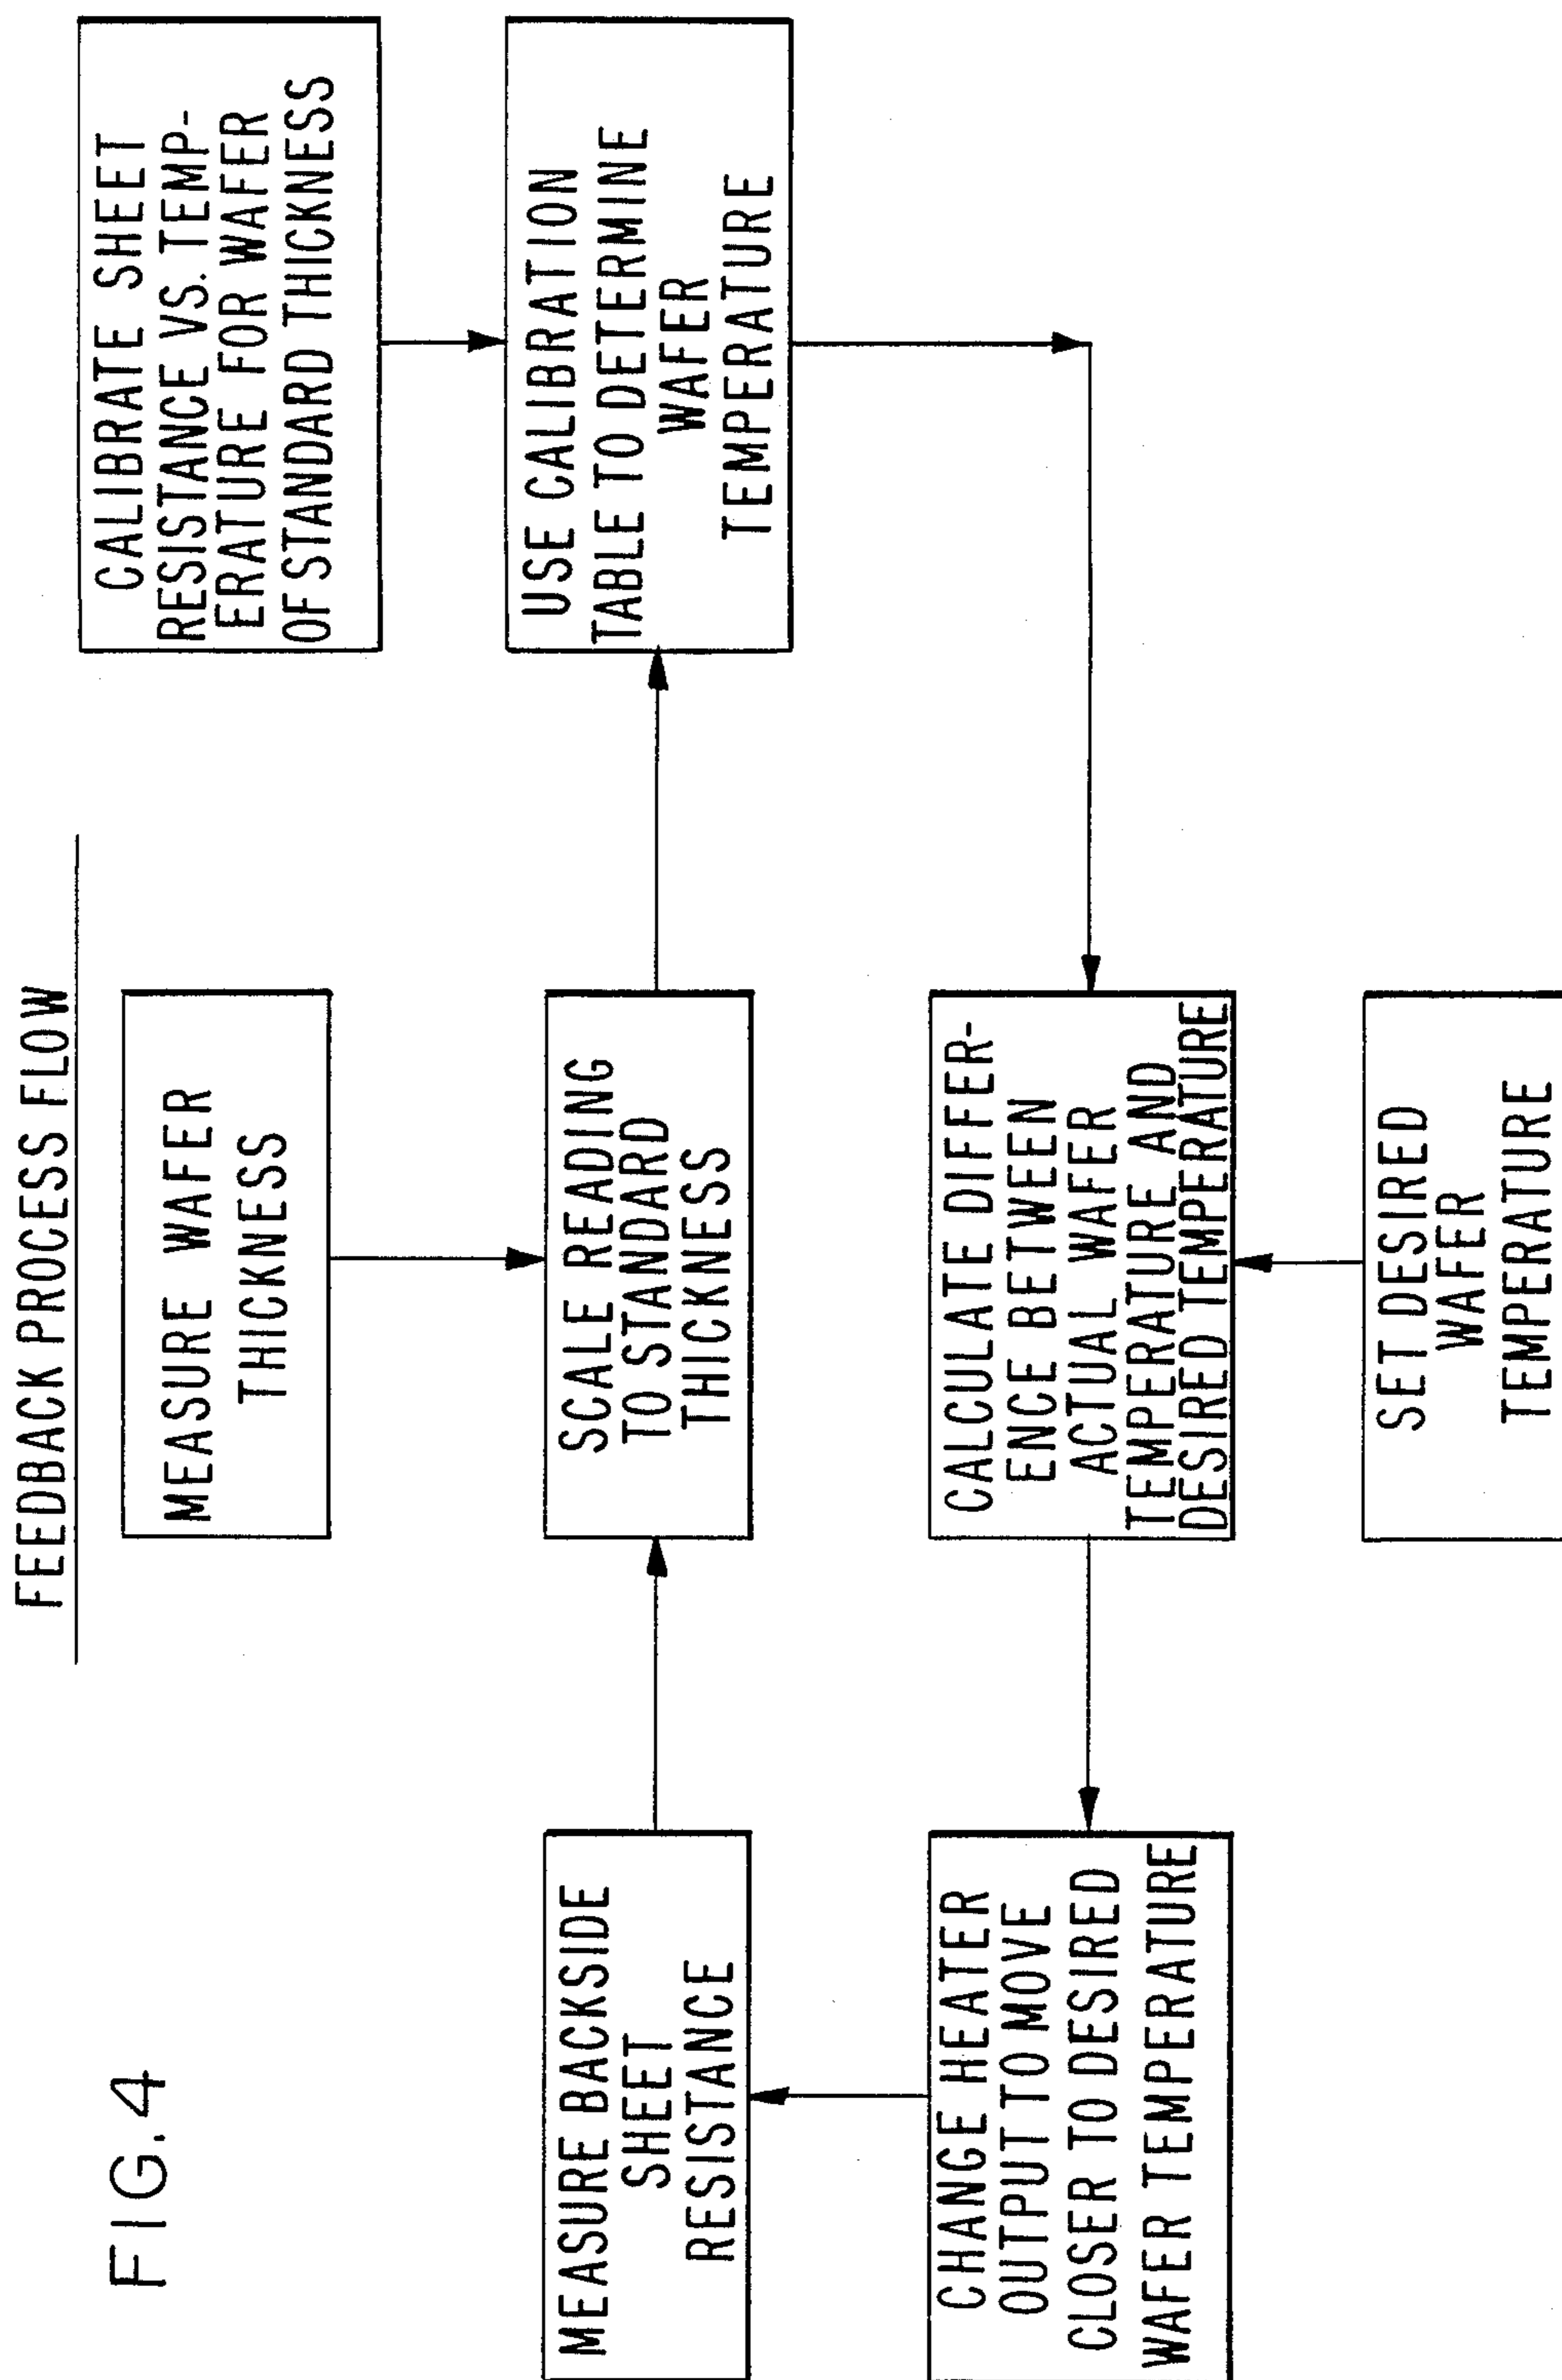 FIG.4
FEEDBACK PROCESS FLOW
MEASURE WAFER
THICKNESS
CALIBRATE SHEET
RESISTANCE VS. TEMP-
ERATURE FOR WAFER
OF STANDARD THICKNESS
MEASURE BACKSIDE
SHEET
RESISTANCE
SCALE READING
TO STANDARD
THICKNESS
USE CALIBRATION
TABLE TO DETERMINE
WAFER
TEMPERATURE
CHANGE HEATER
OUTPUT TO MOVE
CLOSER TO DESIRED
WAFER TEMPERATURE
CALCULATE DIFFER-
ENCE BETWEEN
ACTUAL WAFER
TEMPERATURE AND
DESIRED TEMPERATURE
SET DESIRED
WAFER
TEMPERATURE